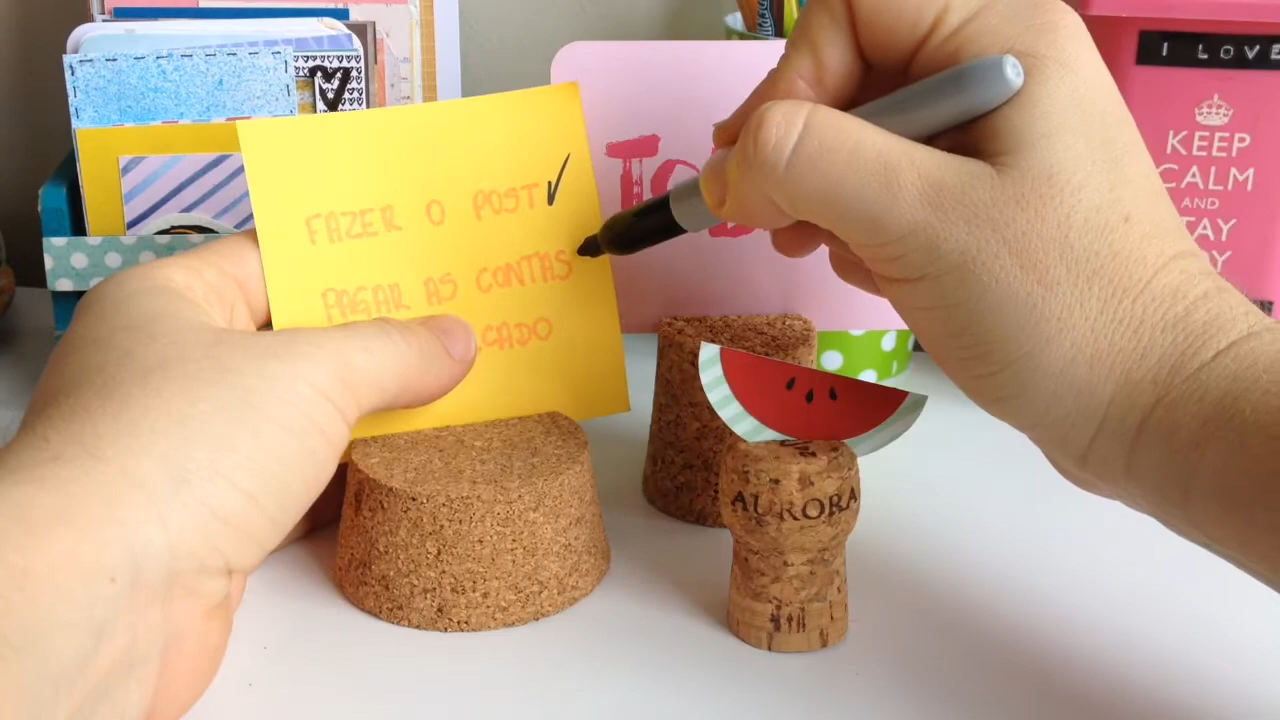 FAZER O POST✓
PAGAR AS CONTAS
I LOVE
KEEP
CALM
AND
AURORA